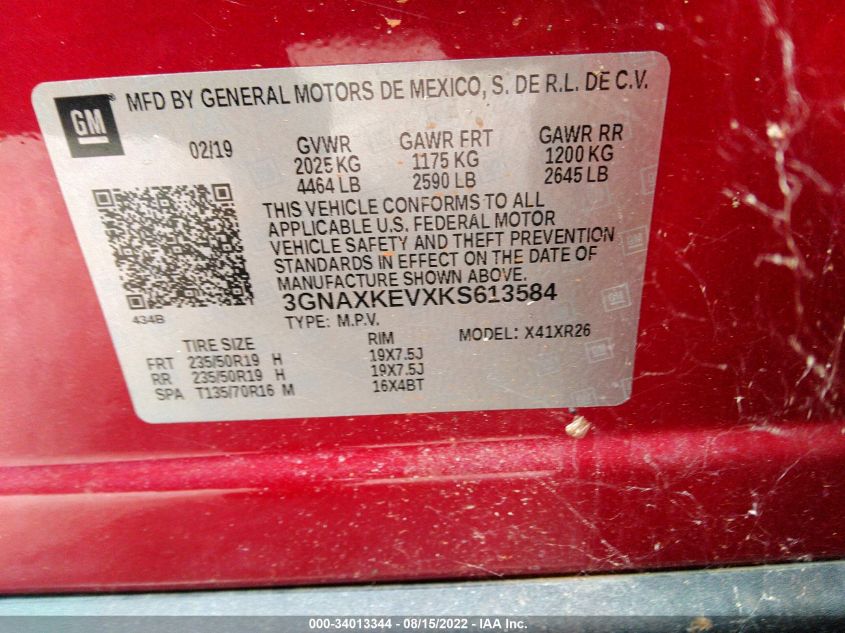 GM ® MFD BY GENERAL MOTORS DE MEXICO, S. DE R.L. DE C.V.
02/19 GVWR GAWR FRT GAWR RR
2025 KG 1175 KG 1200 KG
4464 LB 2590 LB 2645 LB
THIS VEHICLE CONFORMS TO ALL
APPLICABLE U.S. FEDERAL MOTOR
VEHICLE SAFETY AND THEFT PREVENTION
STANDARDS IN EFFECT ON THE DATE OF
MANUFACTURE SHOWN ABOVE.
434B
3GNAXKEVXKS613584
TYPE: M.P.V. MODEL: X41XR26
TIRE SIZE RIM
FRT 235/50R19 H 19X7.5J
RR 235/50R19 H 19X7.5J
SPA T135/70R16 M 16X4BT
000-34013344 - 08/15/2022 - IAA Inc.